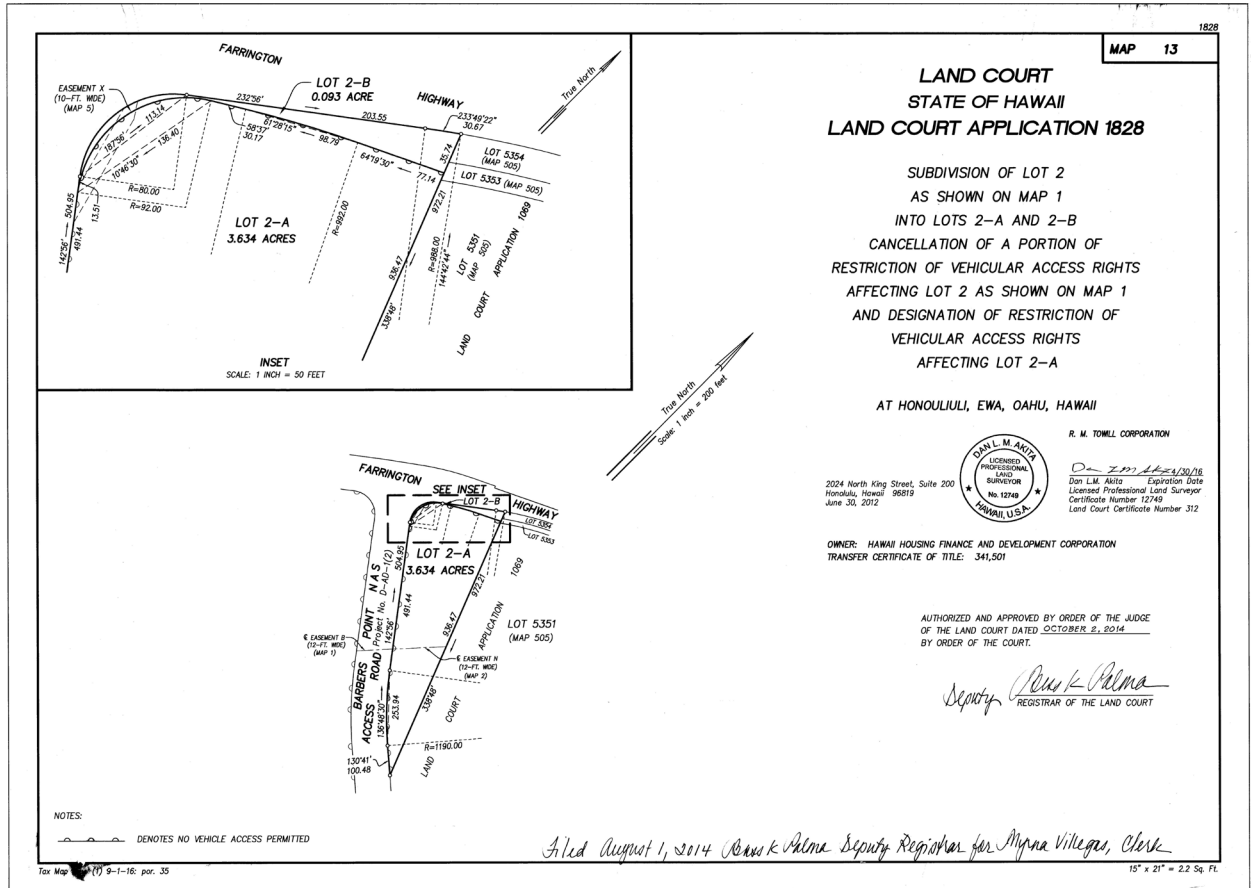 1828
MAP 13
LAND COURT
STATE OF HAWAII
LAND COURT APPLICATION 1828
SUBDIVISION OF LOT 2
AS SHOWN ON MAP 1
INTO LOTS 2-A AND 2-B
CANCELLATION OF A PORTION OF
RESTRICTION OF VEHICULAR ACCESS RIGHTS
AFFECTING LOT 2 AS SHOWN ON MAP 1
AND DESIGNATION OF RESTRICTION OF
VEHICULAR ACCESS RIGHTS
AFFECTING LOT 2-A
AT HONOULIULI, EWA, OAHU, HAWAII
FARRINGTON
HIGHWAY
EASEMENT X
(10-FT. WIDE)
(MAP 5)
LOT 2-B
0.093 ACRE
True North
232°56'
203.55
233°49'22"
30.67
113.14
187°56'
136.40
10°46'30"
58°37'
30.17
61°28'15"
98.79
64°19'30"
77.14
35.74
LOT 5354
(MAP 505)
LOT 5353 (MAP 505)
R=80.00
R=92.00
13.51
504.95
491.44
142°56'
LOT 2-A
3.634 ACRES
R=992.00
972.21
936.47
338°48'
R=988.00
144°42'44"
LOT 5351
(MAP 505)
LAND COURT APPLICATION 1069
INSET
SCALE: 1 INCH = 50 FEET
True North
Scale: 1 inch = 200 feet
FARRINGTON
HIGHWAY
SEE INSET
LOT 2-B
LOT 5354
LOT 5353
LOT 2-A
3.634 ACRES
504.95
491.44
142°56'
972.21
936.47
338°48'
LAND COURT APPLICATION 1069
LOT 5351
(MAP 505)
BARBERS POINT NAS
ACCESS ROAD Project No. D-AD-1(2)
℄ EASEMENT B
(12-FT. WIDE)
(MAP 1)
℄ EASEMENT N
(12-FT. WIDE)
(MAP 2)
136°48'30"
253.94
R=1190.00
130°41'
100.48
R. M. TOWILL CORPORATION
DAN L. M. AKITA
LICENSED
PROFESSIONAL
LAND
SURVEYOR
No. 12749
HAWAII, U.S.A.
4/30/16
Dan L.M. Akita Expiration Date
Licensed Professional Land Surveyor
Certificate Number 12749
Land Court Certificate Number 312
2024 North King Street, Suite 200
Honolulu, Hawaii 96819
June 30, 2012
OWNER: HAWAII HOUSING FINANCE AND DEVELOPMENT CORPORATION
TRANSFER CERTIFICATE OF TITLE: 341,501
AUTHORIZED AND APPROVED BY ORDER OF THE JUDGE
OF THE LAND COURT DATED OCTOBER 2, 2014
BY ORDER OF THE COURT.
Deputy Palma
REGISTRAR OF THE LAND COURT
NOTES:
DENOTES NO VEHICLE ACCESS PERMITTED
Filed August 1, 2014 K Palma Deputy Registrar for Myrna Villegas, Clerk
Tax Map (1) 9-1-16: por. 35
15" x 21" = 2.2 Sq. Ft.